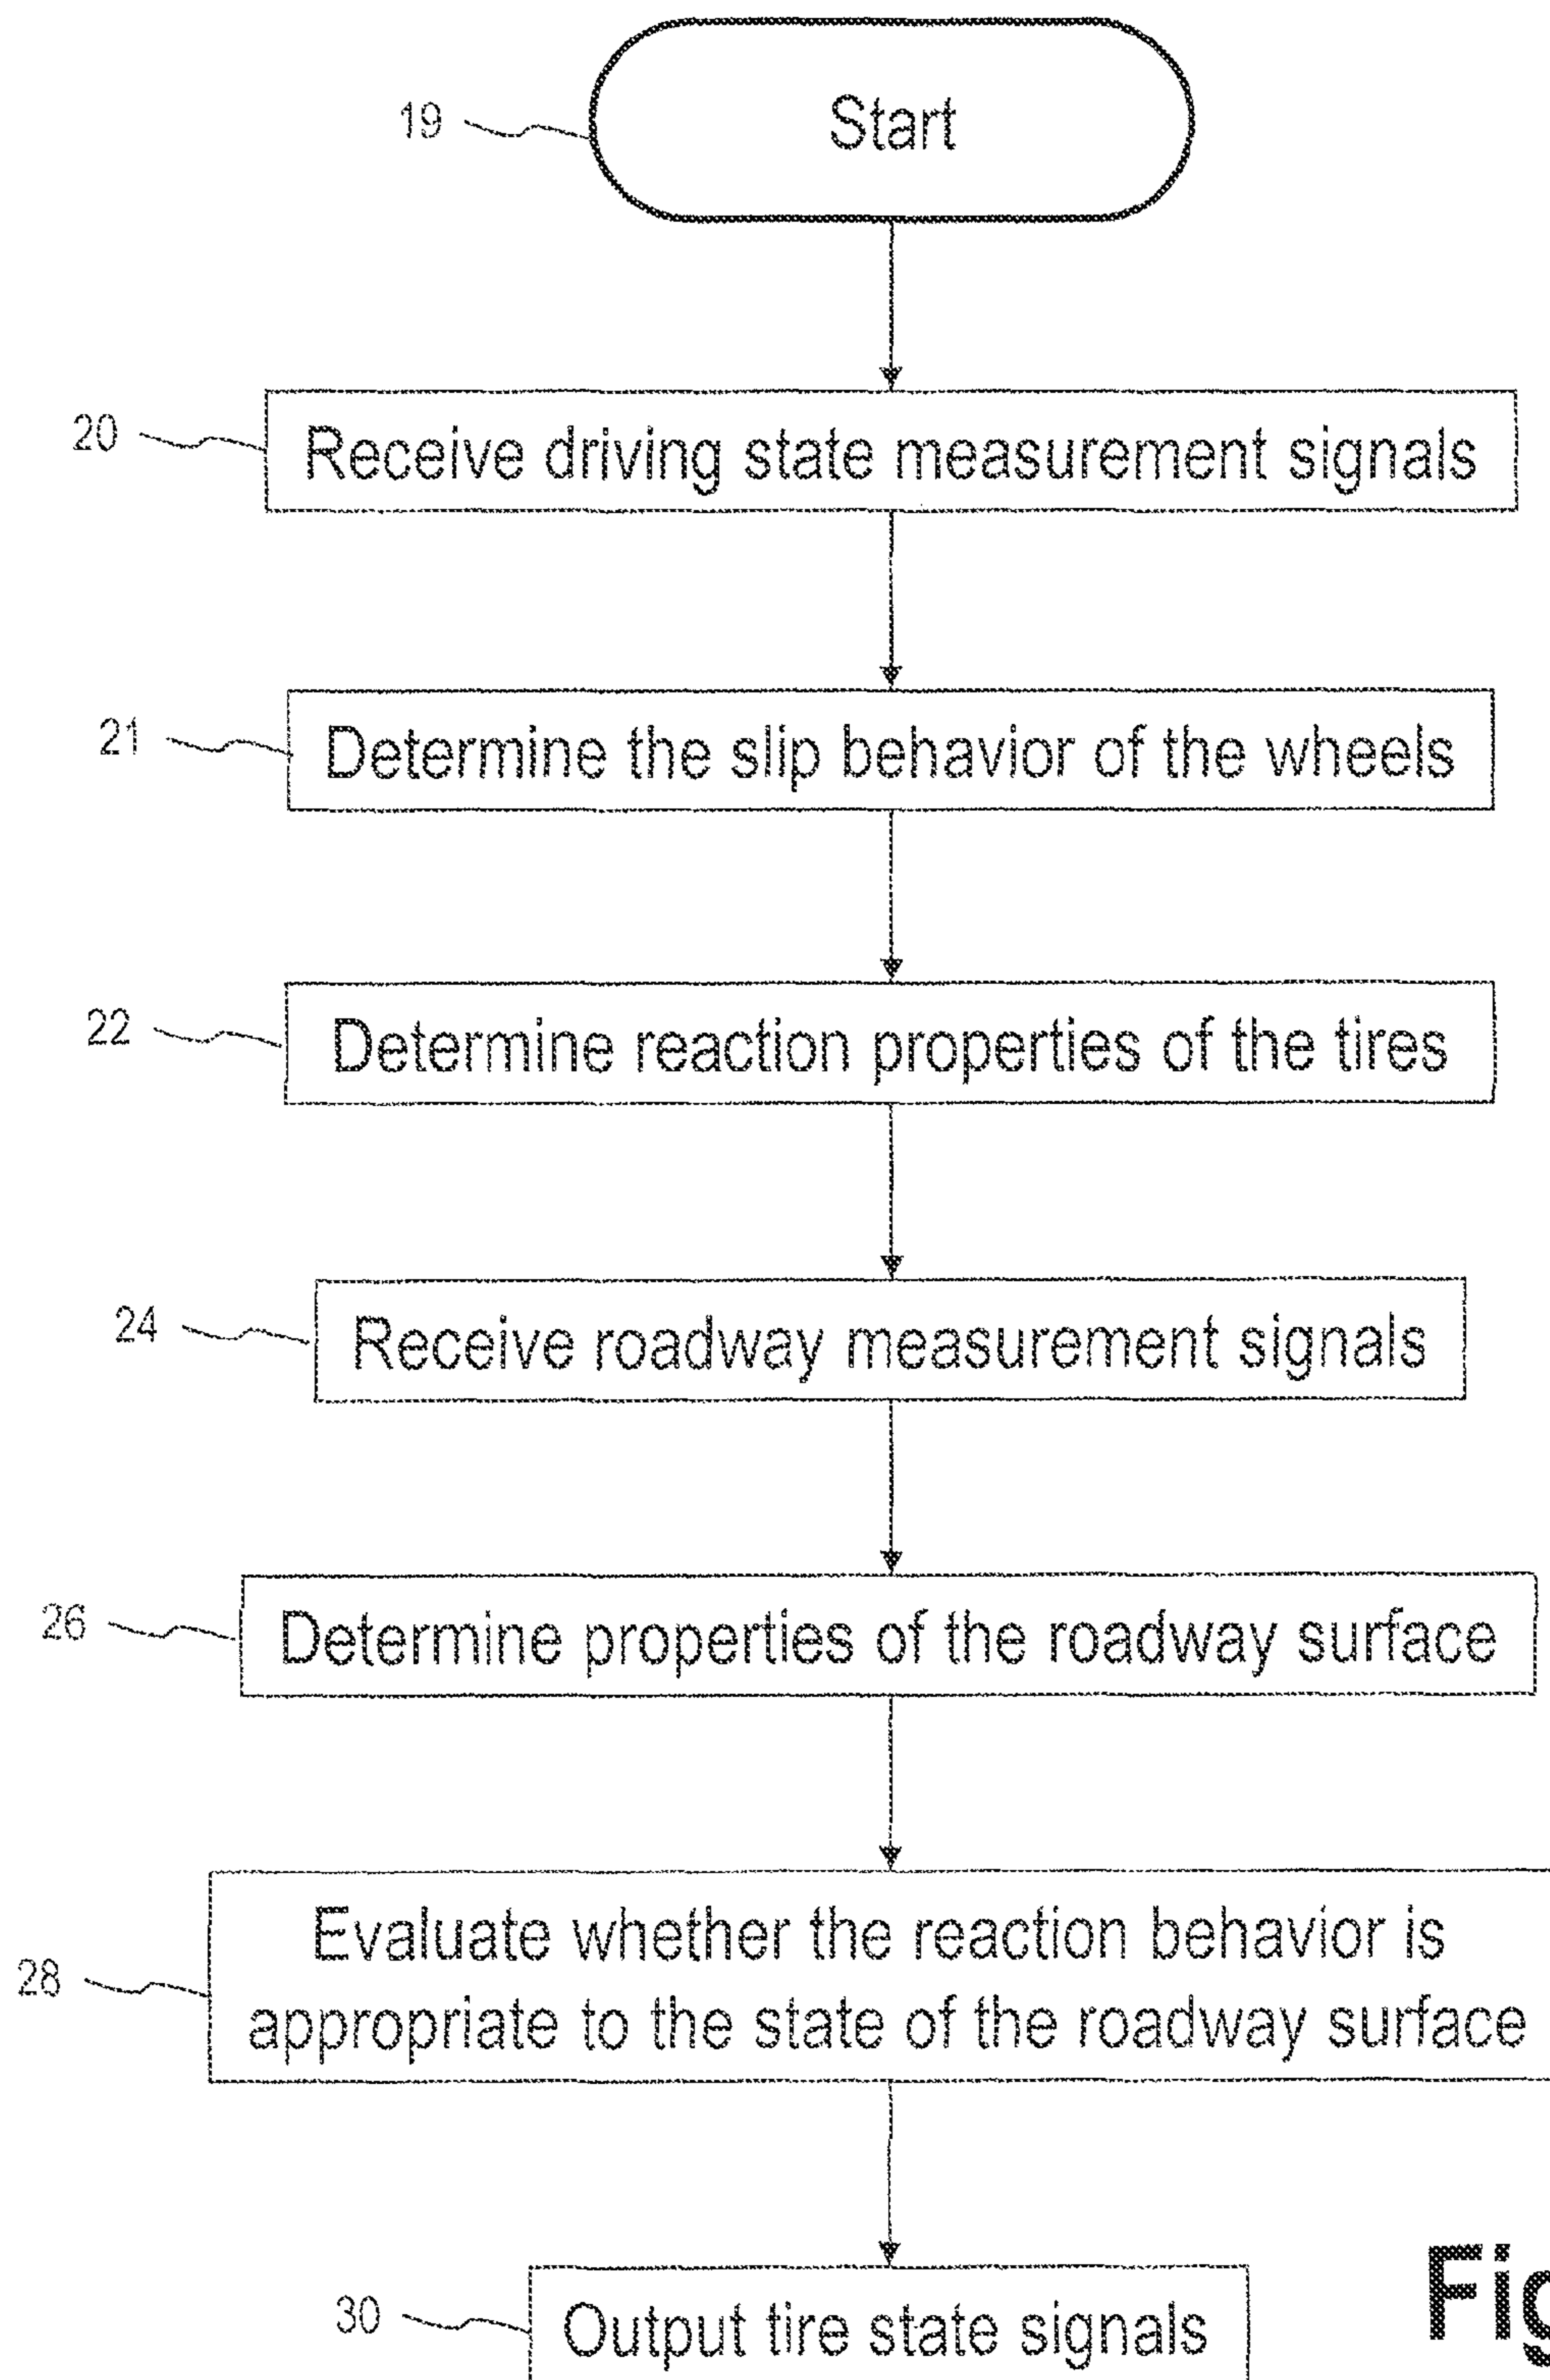 19
Start
20
Receive driving state measurement signals
21
Determine the slip behavior of the wheels
22
Determine reaction properties of the tires
24
Receive roadway measurement signals
26
Determine properties of the roadway surface
28
Evaluate whether the reaction behavior is
appropriate to the state of the roadway surface
30
Output tire state signals
Fig